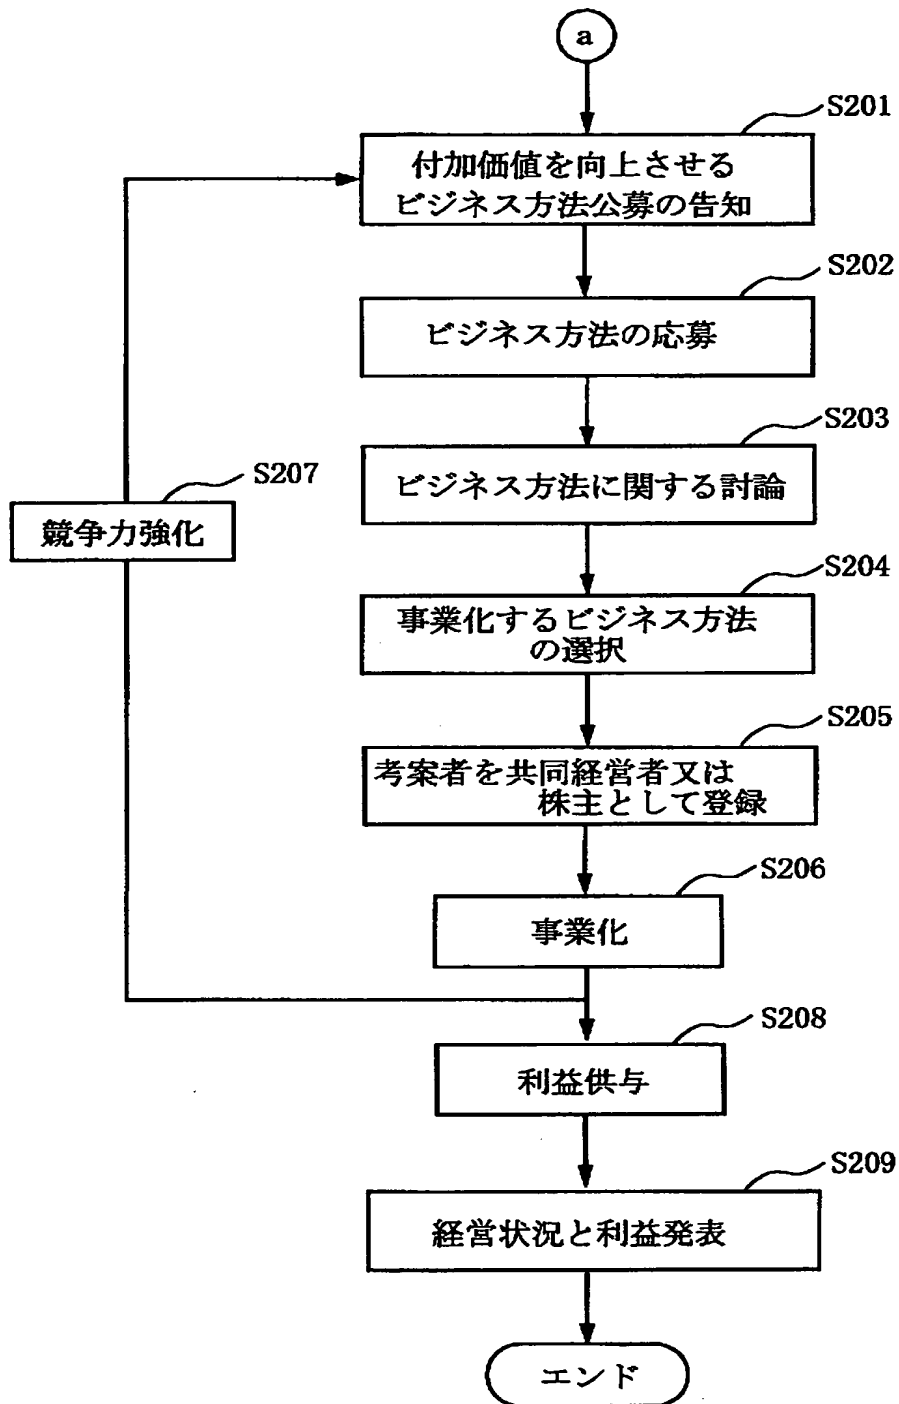 a
S201
付加価値を向上させる
ビジネス方法公募の告知
S202
ビジネス方法の応募
S203
ビジネス方法に関する討論
S207
競争力強化
S204
事業化するビジネス方法
の選択
S205
考案者を共同経営者又は
株主として登録
S206
事業化
S208
利益供与
S209
経営状況と利益発表
エンド